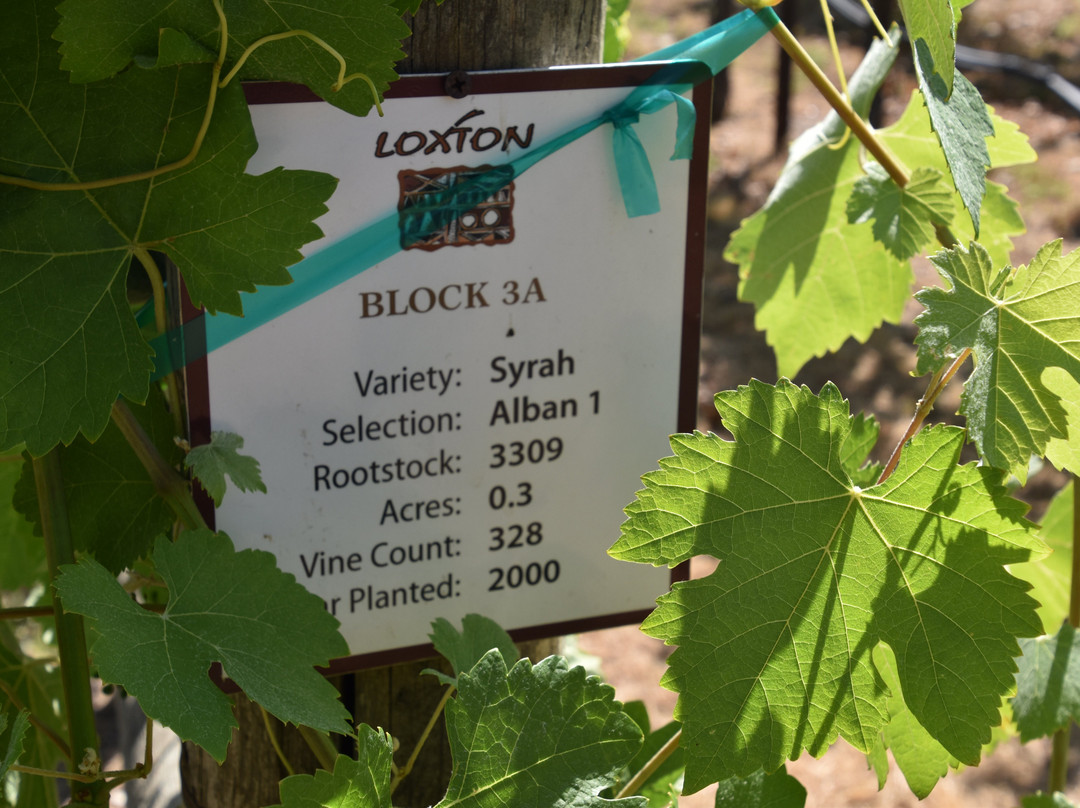 LOXTON
BLOCK 3A
Variety: Syrah
Selection: Alban 1
Rootstock: 3309
Acres: 0.3
Vine Count: 328
r Planted: 2000